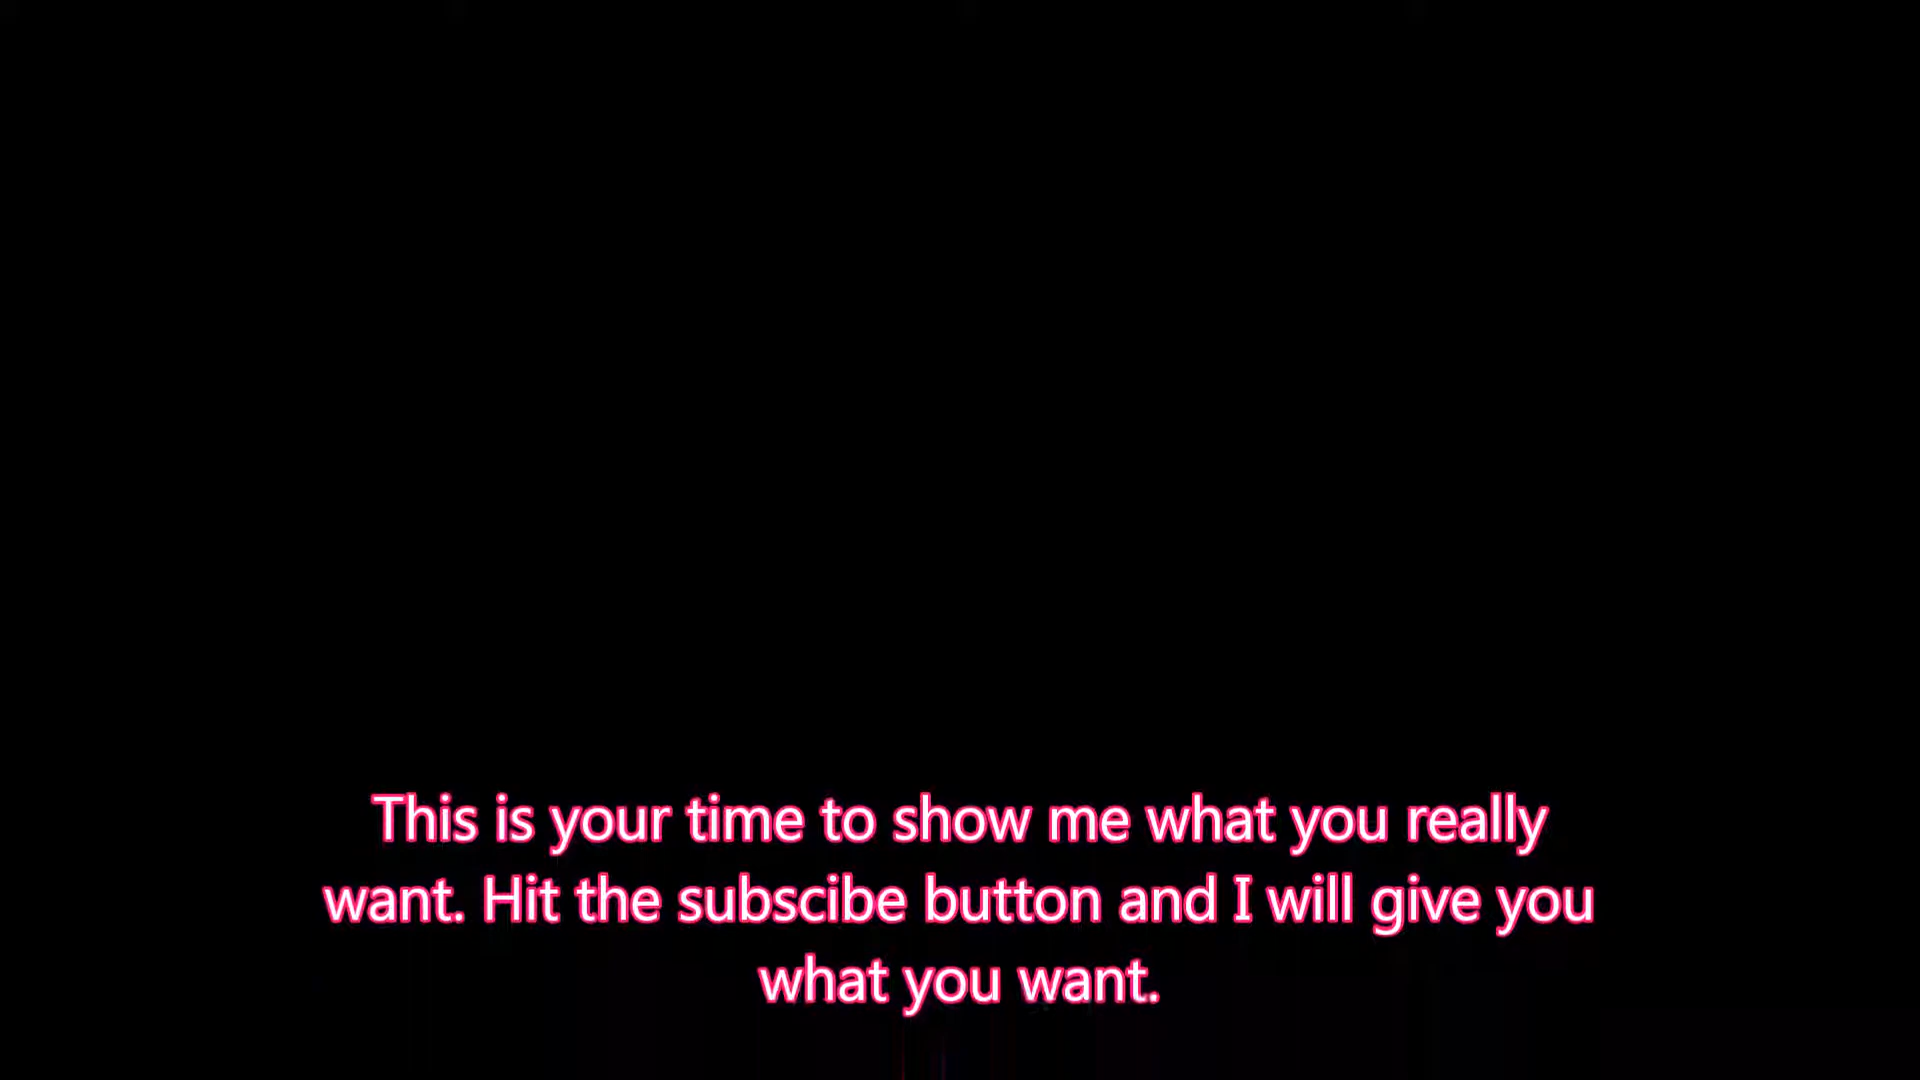 This is your time to show me what you really
want. Hit the subscibe button and I will give you
what you want.